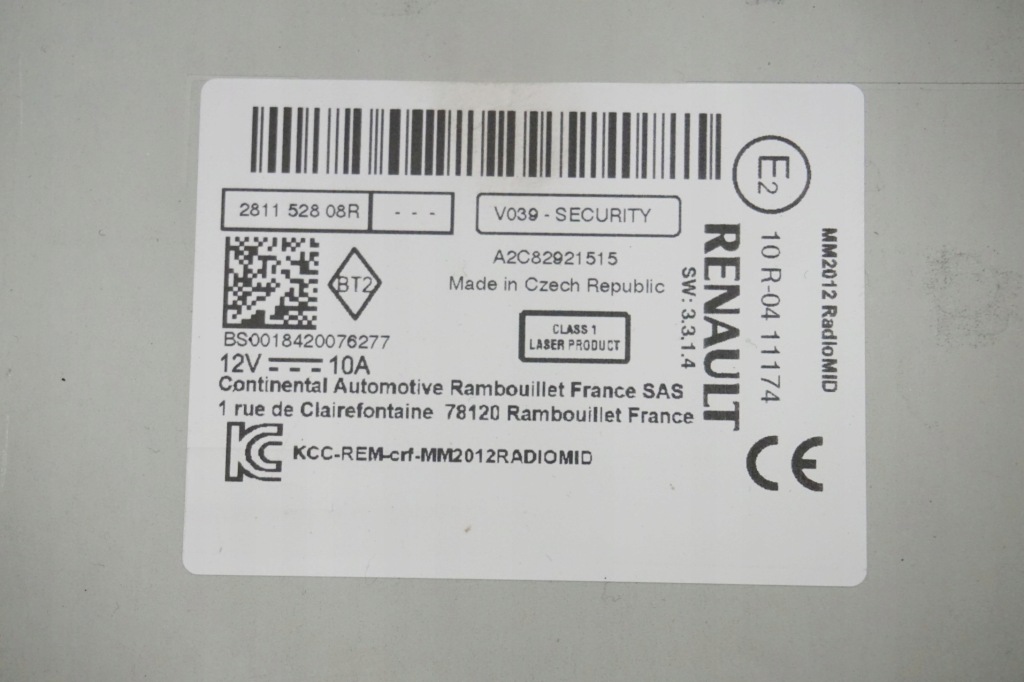 2811 528 08R
- - -
V039 - SECURITY
BT2
BS0018420076277
A2C82921515
Made in Czech Republic
CLASS 1
LASER PRODUCT
12V 10A
Continental Automotive Rambouillet France SAS
1 rue de Clairefontaine 78120 Rambouillet France
KC KCC-REM-crf-MM2012RADIOMID
SW: 3.3.1.4
RENAULT
E2
10 R-04 11174
MM2012 RadioMID
CE